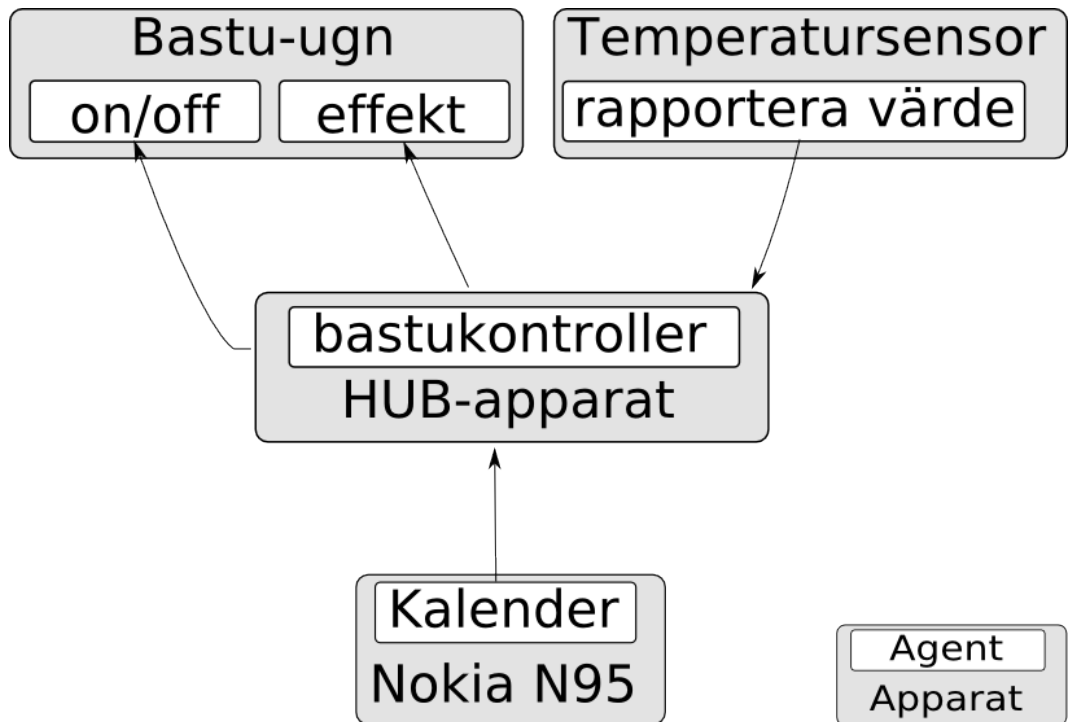 Bastu-ugn
on/off
effekt
Temperatursensor
rapportera värde
bastukontroller
HUB-apparat
Kalender
Nokia N95
Agent
Apparat